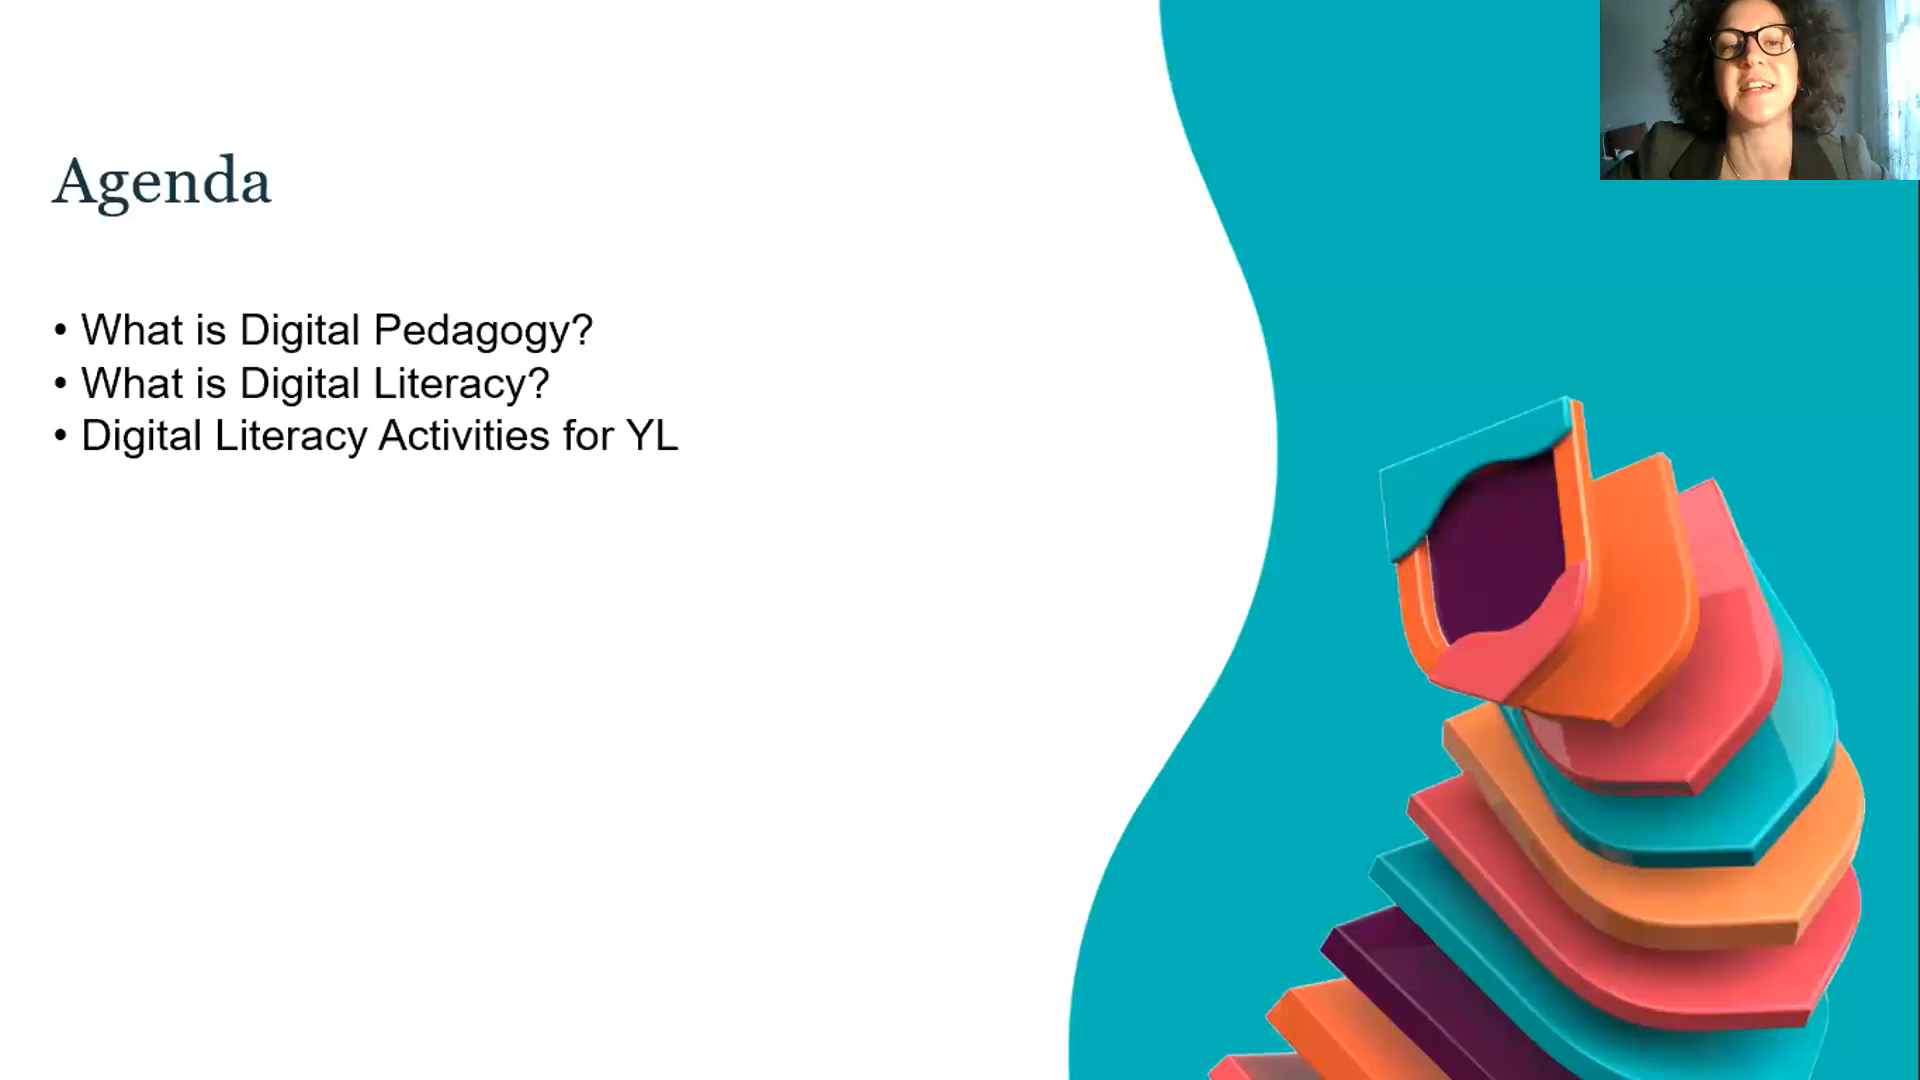 Agenda
• What is Digital Pedagogy?
• What is Digital Literacy?
• Digital Literacy Activities for YL